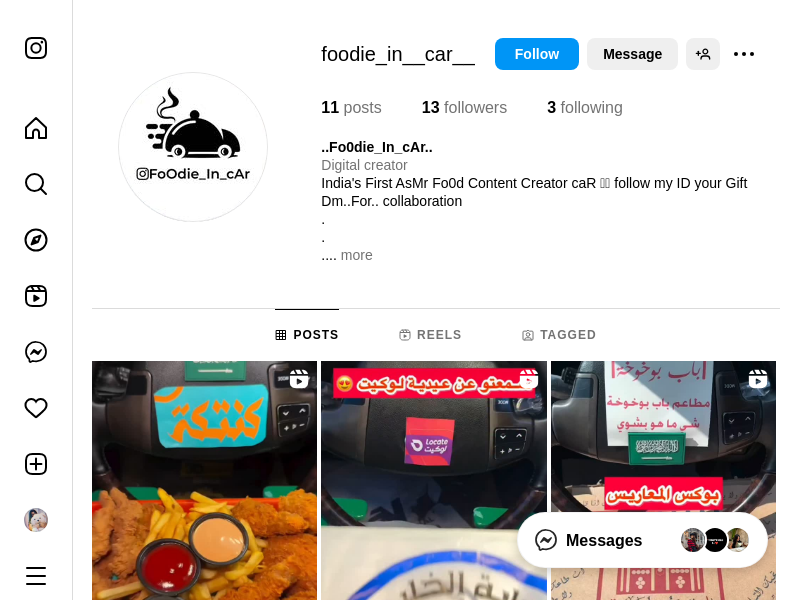 foodie_in__car__
Follow
Message
11 posts
13 followers
3 following
..Fo0die_In_cAr..
Digital creator
India's First AsMr Fo0d Content Creator caR follow my ID your Gift
Dm..For.. collaboration
.
.
.... more
FoOdie_In_cAr
POSTS
REELS
TAGGED
كنتكتر
سمعتو عن عيدية لوكيت
Locate
لوكيت
باب بوخوخة
مطاعم باب بوخوخة
شي ما هو بشوي
بوكس المعاريس
Messages